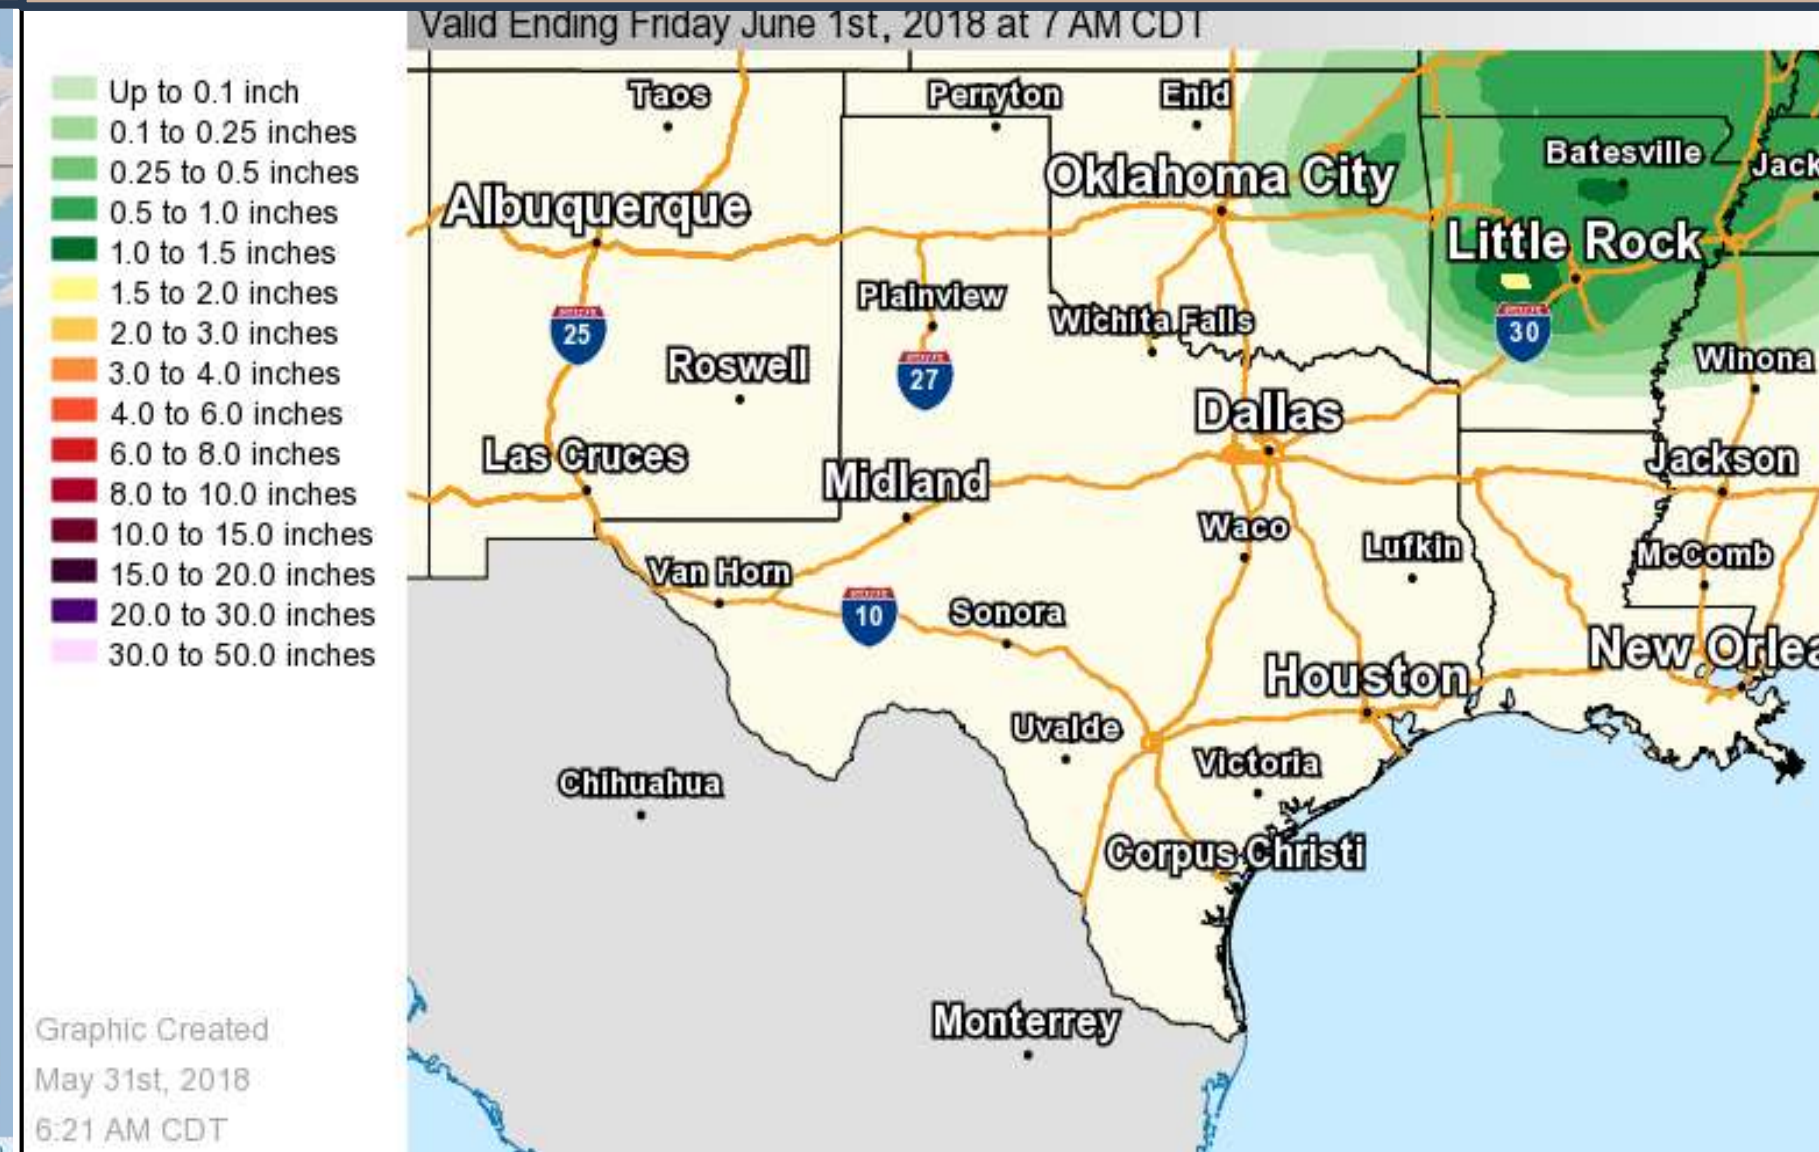 Valid Ending Friday June 1st, 2018 at 7 AM CDT
Up to 0.1 inch
0.1 to 0.25 inches
0.25 to 0.5 inches
0.5 to 1.0 inches
1.0 to 1.5 inches
1.5 to 2.0 inches
2.0 to 3.0 inches
3.0 to 4.0 inches
4.0 to 6.0 inches
6.0 to 8.0 inches
8.0 to 10.0 inches
10.0 to 15.0 inches
15.0 to 20.0 inches
20.0 to 30.0 inches
30.0 to 50.0 inches
Graphic Created
May 31st, 2018
6:21 AM CDT
Taos
Perryton
Enid
Batesville
Jack
Oklahoma City
Albuquerque
Little Rock
Plainview
Wichita Falls
25
30
Roswell
27
Winona
Dallas
Las Cruces
Midland
Jackson
Waco
Lufkin
McComb
Van Horn
10
Sonora
New Orlea
Houston
Uvalde
Victoria
Chihuahua
Corpus Christi
Monterrey